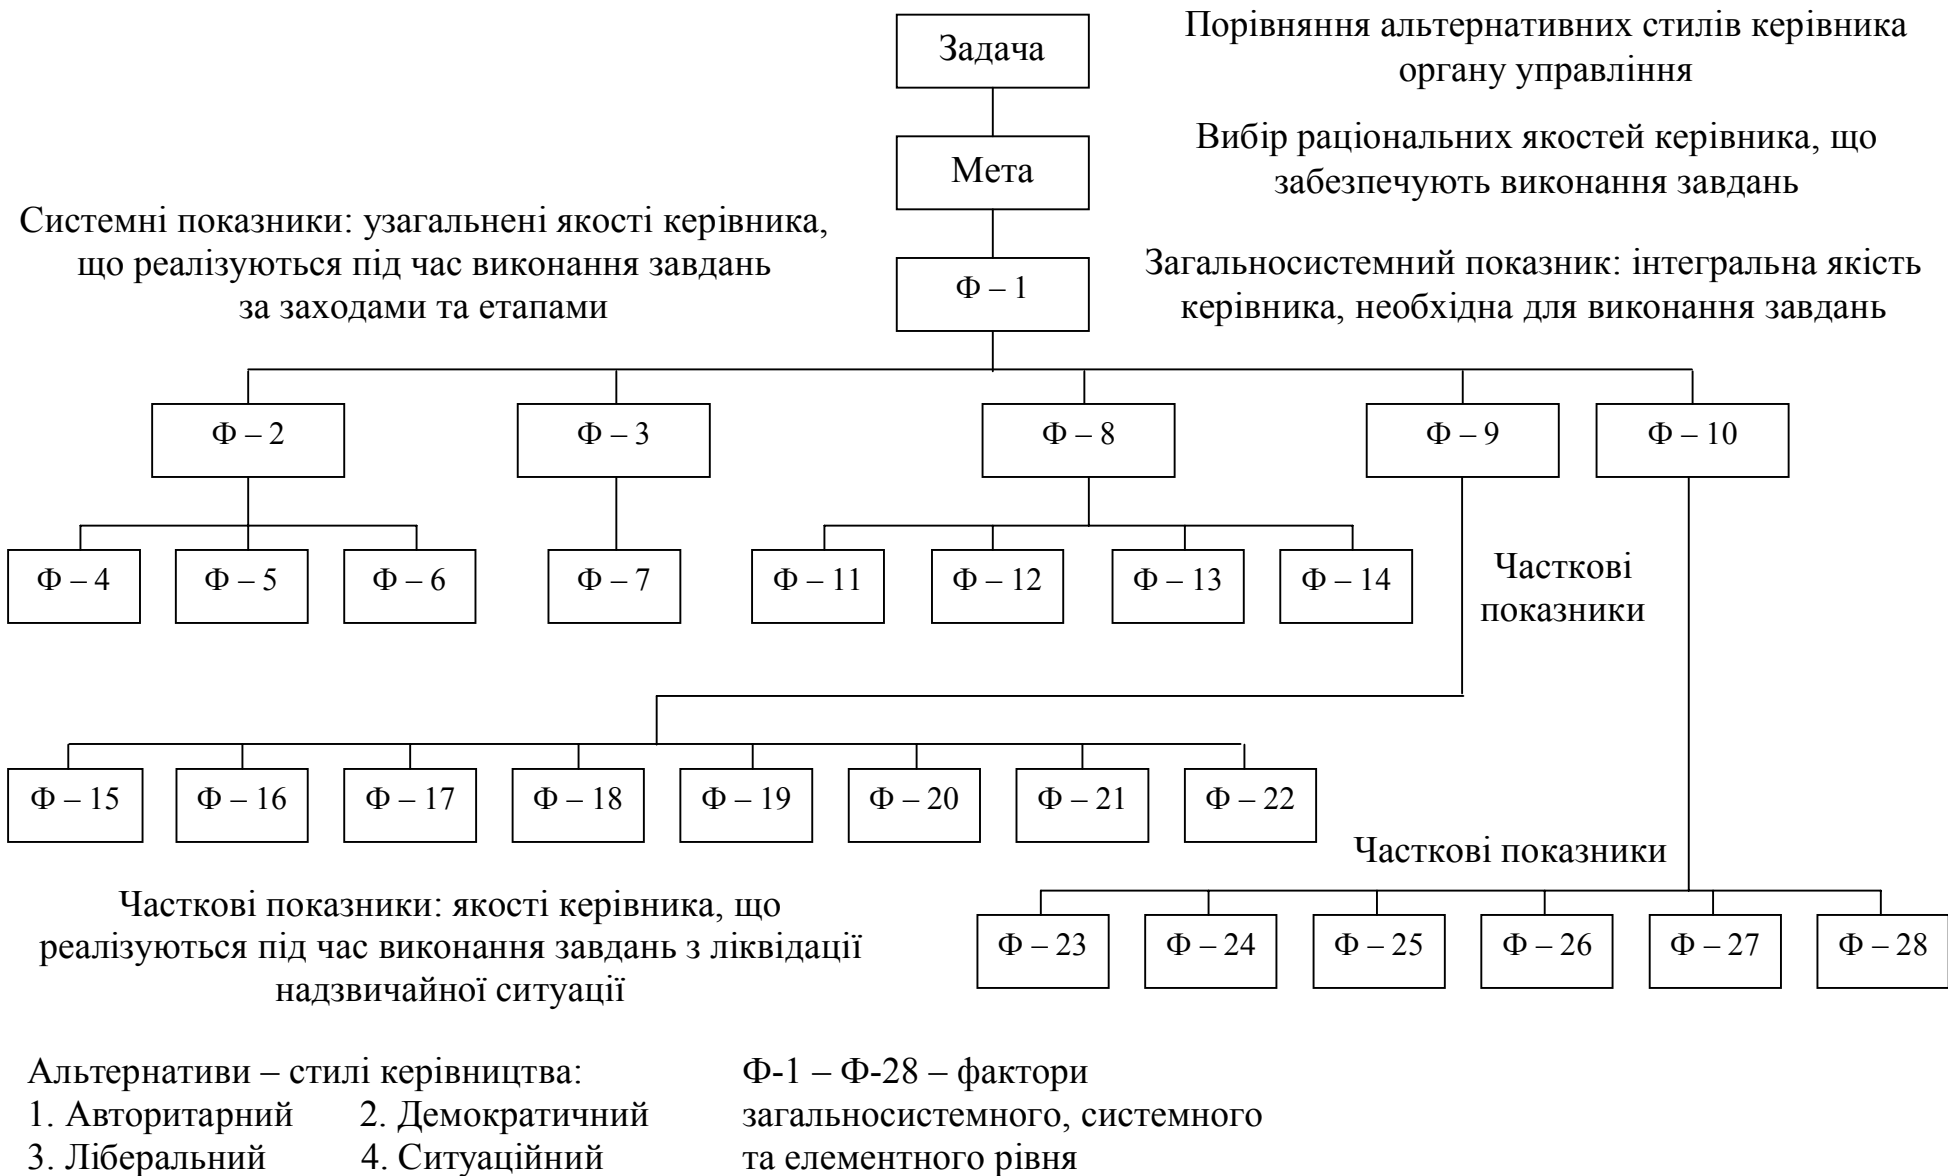 Задача
Порівняння альтернативних стилів керівника
органу управління
Мета
Вибір раціональних якостей керівника, що
забезпечують виконання завдань
Системні показники: узагальнені якості керівника,
що реалізуються під час виконання завдань
за заходами та етапами
Ф – 1
Загальносистемний показник: інтегральна якість
керівника, необхідна для виконання завдань
Ф – 2
Ф – 3
Ф – 8
Ф – 9
Ф – 10
Ф – 4
Ф – 5
Ф – 6
Ф – 7
Ф – 11
Ф – 12
Ф – 13
Ф – 14
Часткові
показники
Ф – 15
Ф – 16
Ф – 17
Ф – 18
Ф – 19
Ф – 20
Ф – 21
Ф – 22
Часткові показники
Часткові показники: якості керівника, що
реалізуються під час виконання завдань з ліквідації
надзвичайної ситуації
Ф – 23
Ф – 24
Ф – 25
Ф – 26
Ф – 27
Ф – 28
Альтернативи – стилі керівництва:
1. Авторитарний 2. Демократичний
3. Ліберальний 4. Ситуаційний
Ф-1 – Ф-28 – фактори
загальносистемного, системного
та елементного рівня